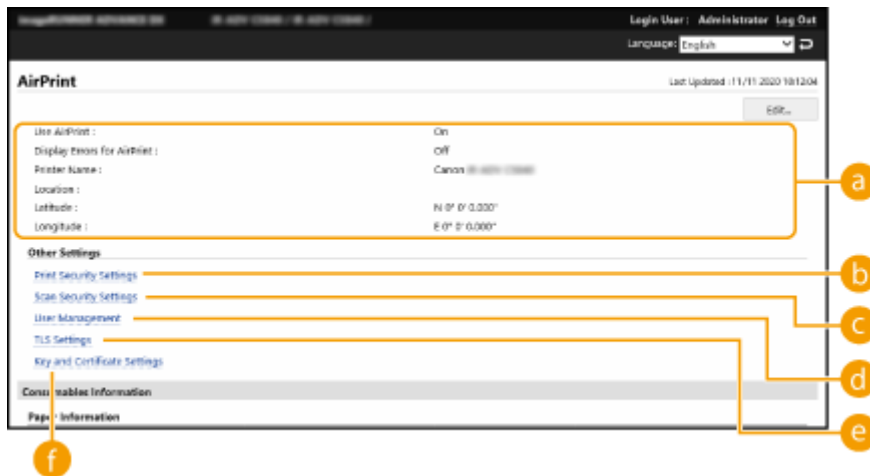 Login User : Administrator Log Out
Language: English
AirPrint
Last Updated : 11/11 2020 10:12:04
Edit...
Use AirPrint : On
Display Errors for AirPrint : Off
Printer Name : Canon
Location :
Latitude : N 0° 0' 0.000"
Longitude : E 0° 0' 0.000"
a
Other Settings
Print Security Settings
b
Scan Security Settings
c
User Management
d
TLS Settings
e
Key and Certificate Settings
f
Consumables Information
Paper Information